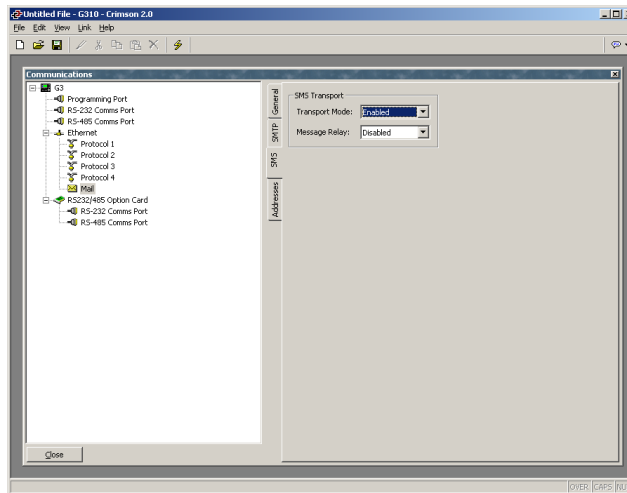 Untitled File - G310 - Crimson 2.0
File Edit View Link Help
Communications
G3
Programming Port
RS-232 Comms Port
RS-485 Comms Port
Ethernet
Protocol 1
Protocol 2
Protocol 3
Protocol 4
Mail
RS232/485 Option Card
RS-232 Comms Port
RS-485 Comms Port
General
SMTP
SMS
Addresses
SMS Transport
Transport Mode: Enabled
Message Relay: Disabled
Close
OVER CAPS NU